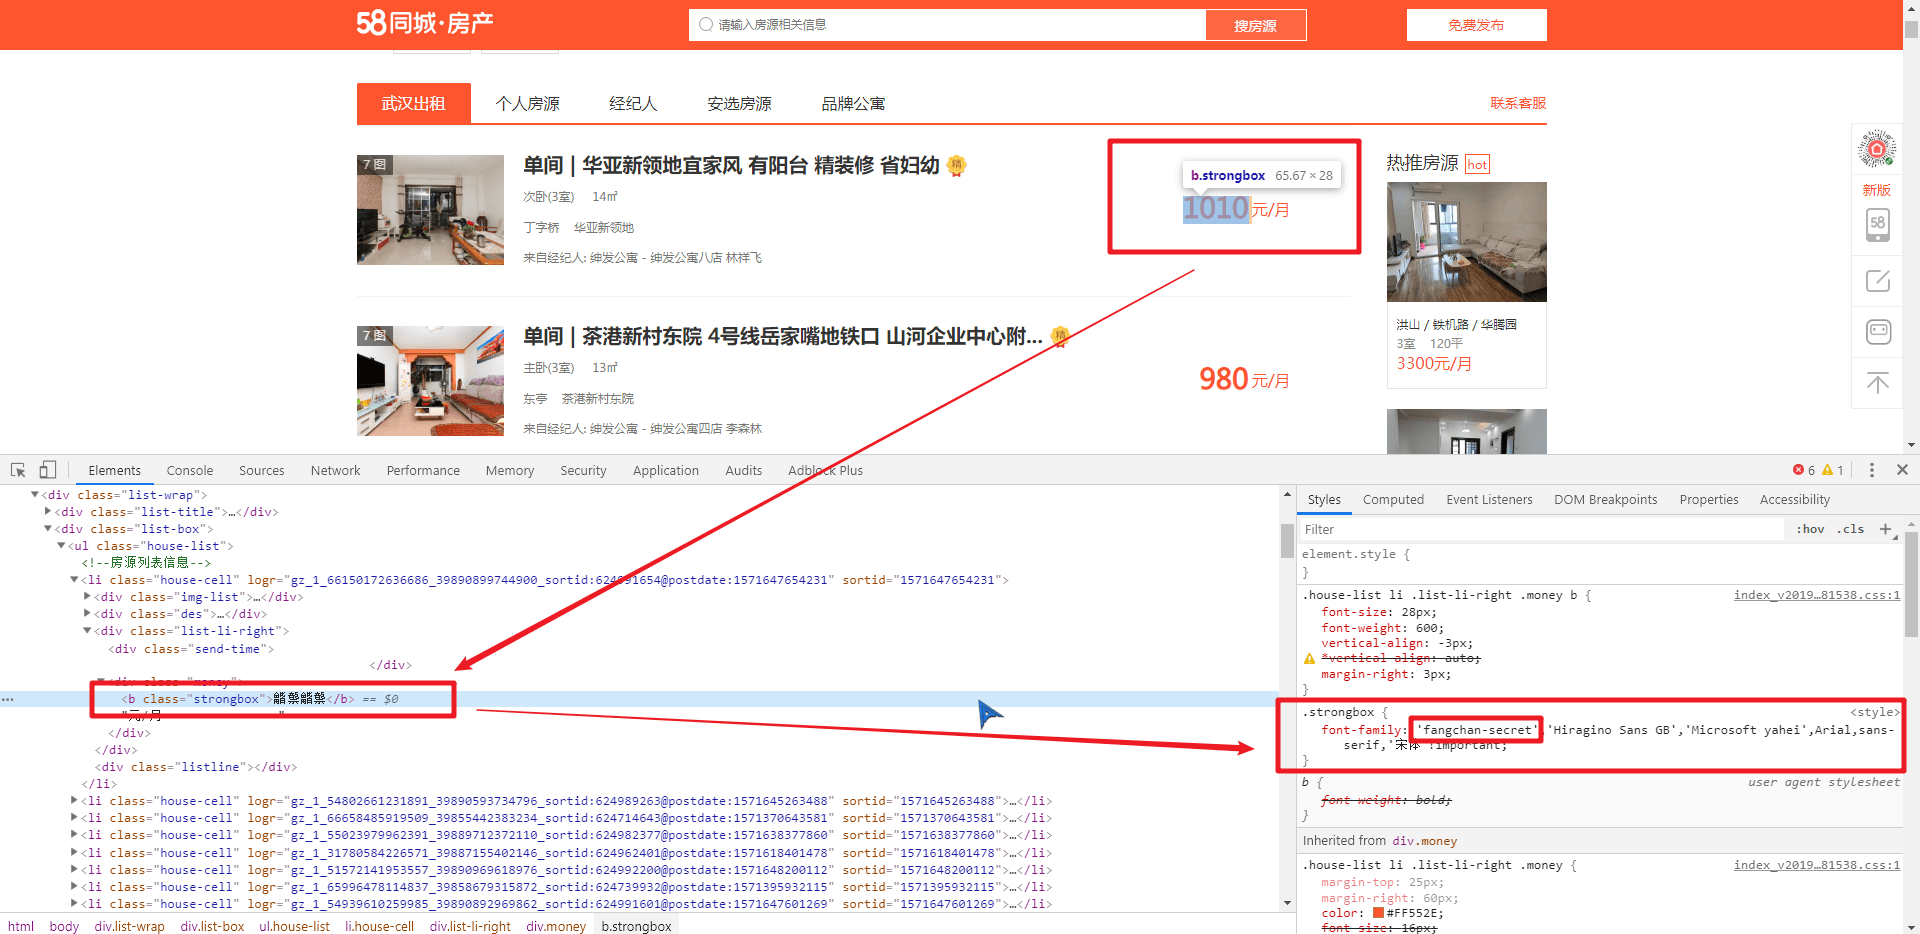 58同城·房产
请输入房源相关信息
搜房源
免费发布
武汉出租 个人房源 经纪人 安选房源 品牌公寓 联系客服
7 图
单间 | 华亚新领地宜家风 有阳台 精装修 省妇幼 精
次卧(3室) 14㎡
丁字桥 华亚新领地
来自经纪人: 绅发公寓 - 绅发公寓八店 林祥飞
b.strongbox 65.67 × 28
1010元/月
7 图
单间 | 茶港新村东院 4号线岳家嘴地铁口 山河企业中心附... 精
主卧(3室) 13㎡
东亭 茶港新村东院
来自经纪人: 绅发公寓 - 绅发公寓四店 李森林
980元/月
热推房源 hot
洪山 / 铁机路 / 华腾园
3室 120平
3300元/月
新版
58
Elements Console Sources Network Performance Memory Security Application Audits Adblock Plus 6 1
<div class="list-wrap">
<div class="list-title">…</div>
<div class="list-box">
<ul class="house-list">
<!--房源列表信息-->
<li class="house-cell" logr="gz_1_66150172636686_39890899744900_sortid:624991654@postdate:1571647654231" sortid="1571647654231">
<div class="img-list">…</div>
<div class="des">…</div>
<div class="list-li-right">
<div class="send-time">
</div>
<div class="money">
<b class="strongbox">龤龒龤龒</b> == $0
"元/月 "
</div>
</div>
<div class="listline"></div>
</li>
<li class="house-cell" logr="gz_1_54802661231891_39890593734796_sortid:624989263@postdate:1571645263488" sortid="1571645263488">…</li>
<li class="house-cell" logr="gz_1_66658485919509_39855442383234_sortid:624714643@postdate:1571370643581" sortid="1571370643581">…</li>
<li class="house-cell" logr="gz_1_55023979962391_39889712372110_sortid:624982377@postdate:1571638377860" sortid="1571638377860">…</li>
<li class="house-cell" logr="gz_1_31780584226571_39887155402146_sortid:624962401@postdate:1571618401478" sortid="1571618401478">…</li>
<li class="house-cell" logr="gz_1_51572141953557_39890969618976_sortid:624992200@postdate:1571648200112" sortid="1571648200112">…</li>
<li class="house-cell" logr="gz_1_65996478114837_39858679315872_sortid:624739932@postdate:1571395932115" sortid="1571395932115">…</li>
<li class="house-cell" logr="gz_1_54939610259985_39890892969862_sortid:624991601@postdate:1571647601269" sortid="1571647601269">…</li>
html body div.list-wrap div.list-box ul.house-list li.house-cell div.list-li-right div.money b.strongbox
Styles Computed Event Listeners DOM Breakpoints Properties Accessibility
Filter :hov .cls +
element.style {
}
.house-list li .list-li-right .money b { index_v2019…81538.css:1
font-size: 28px;
font-weight: 600;
vertical-align: -3px;
*vertical-align: auto;
margin-right: 3px;
}
.strongbox { <style>
font-family: 'fangchan-secret','Hiragino Sans GB','Microsoft yahei',Arial,sans-
serif,'宋体' !important;
}
b { user agent stylesheet
font-weight: bold;
}
Inherited from div.money
.house-list li .list-li-right .money { index_v2019…81538.css:1
margin-top: 25px;
margin-right: 60px;
color: #FF552E;
font-size: 16px;